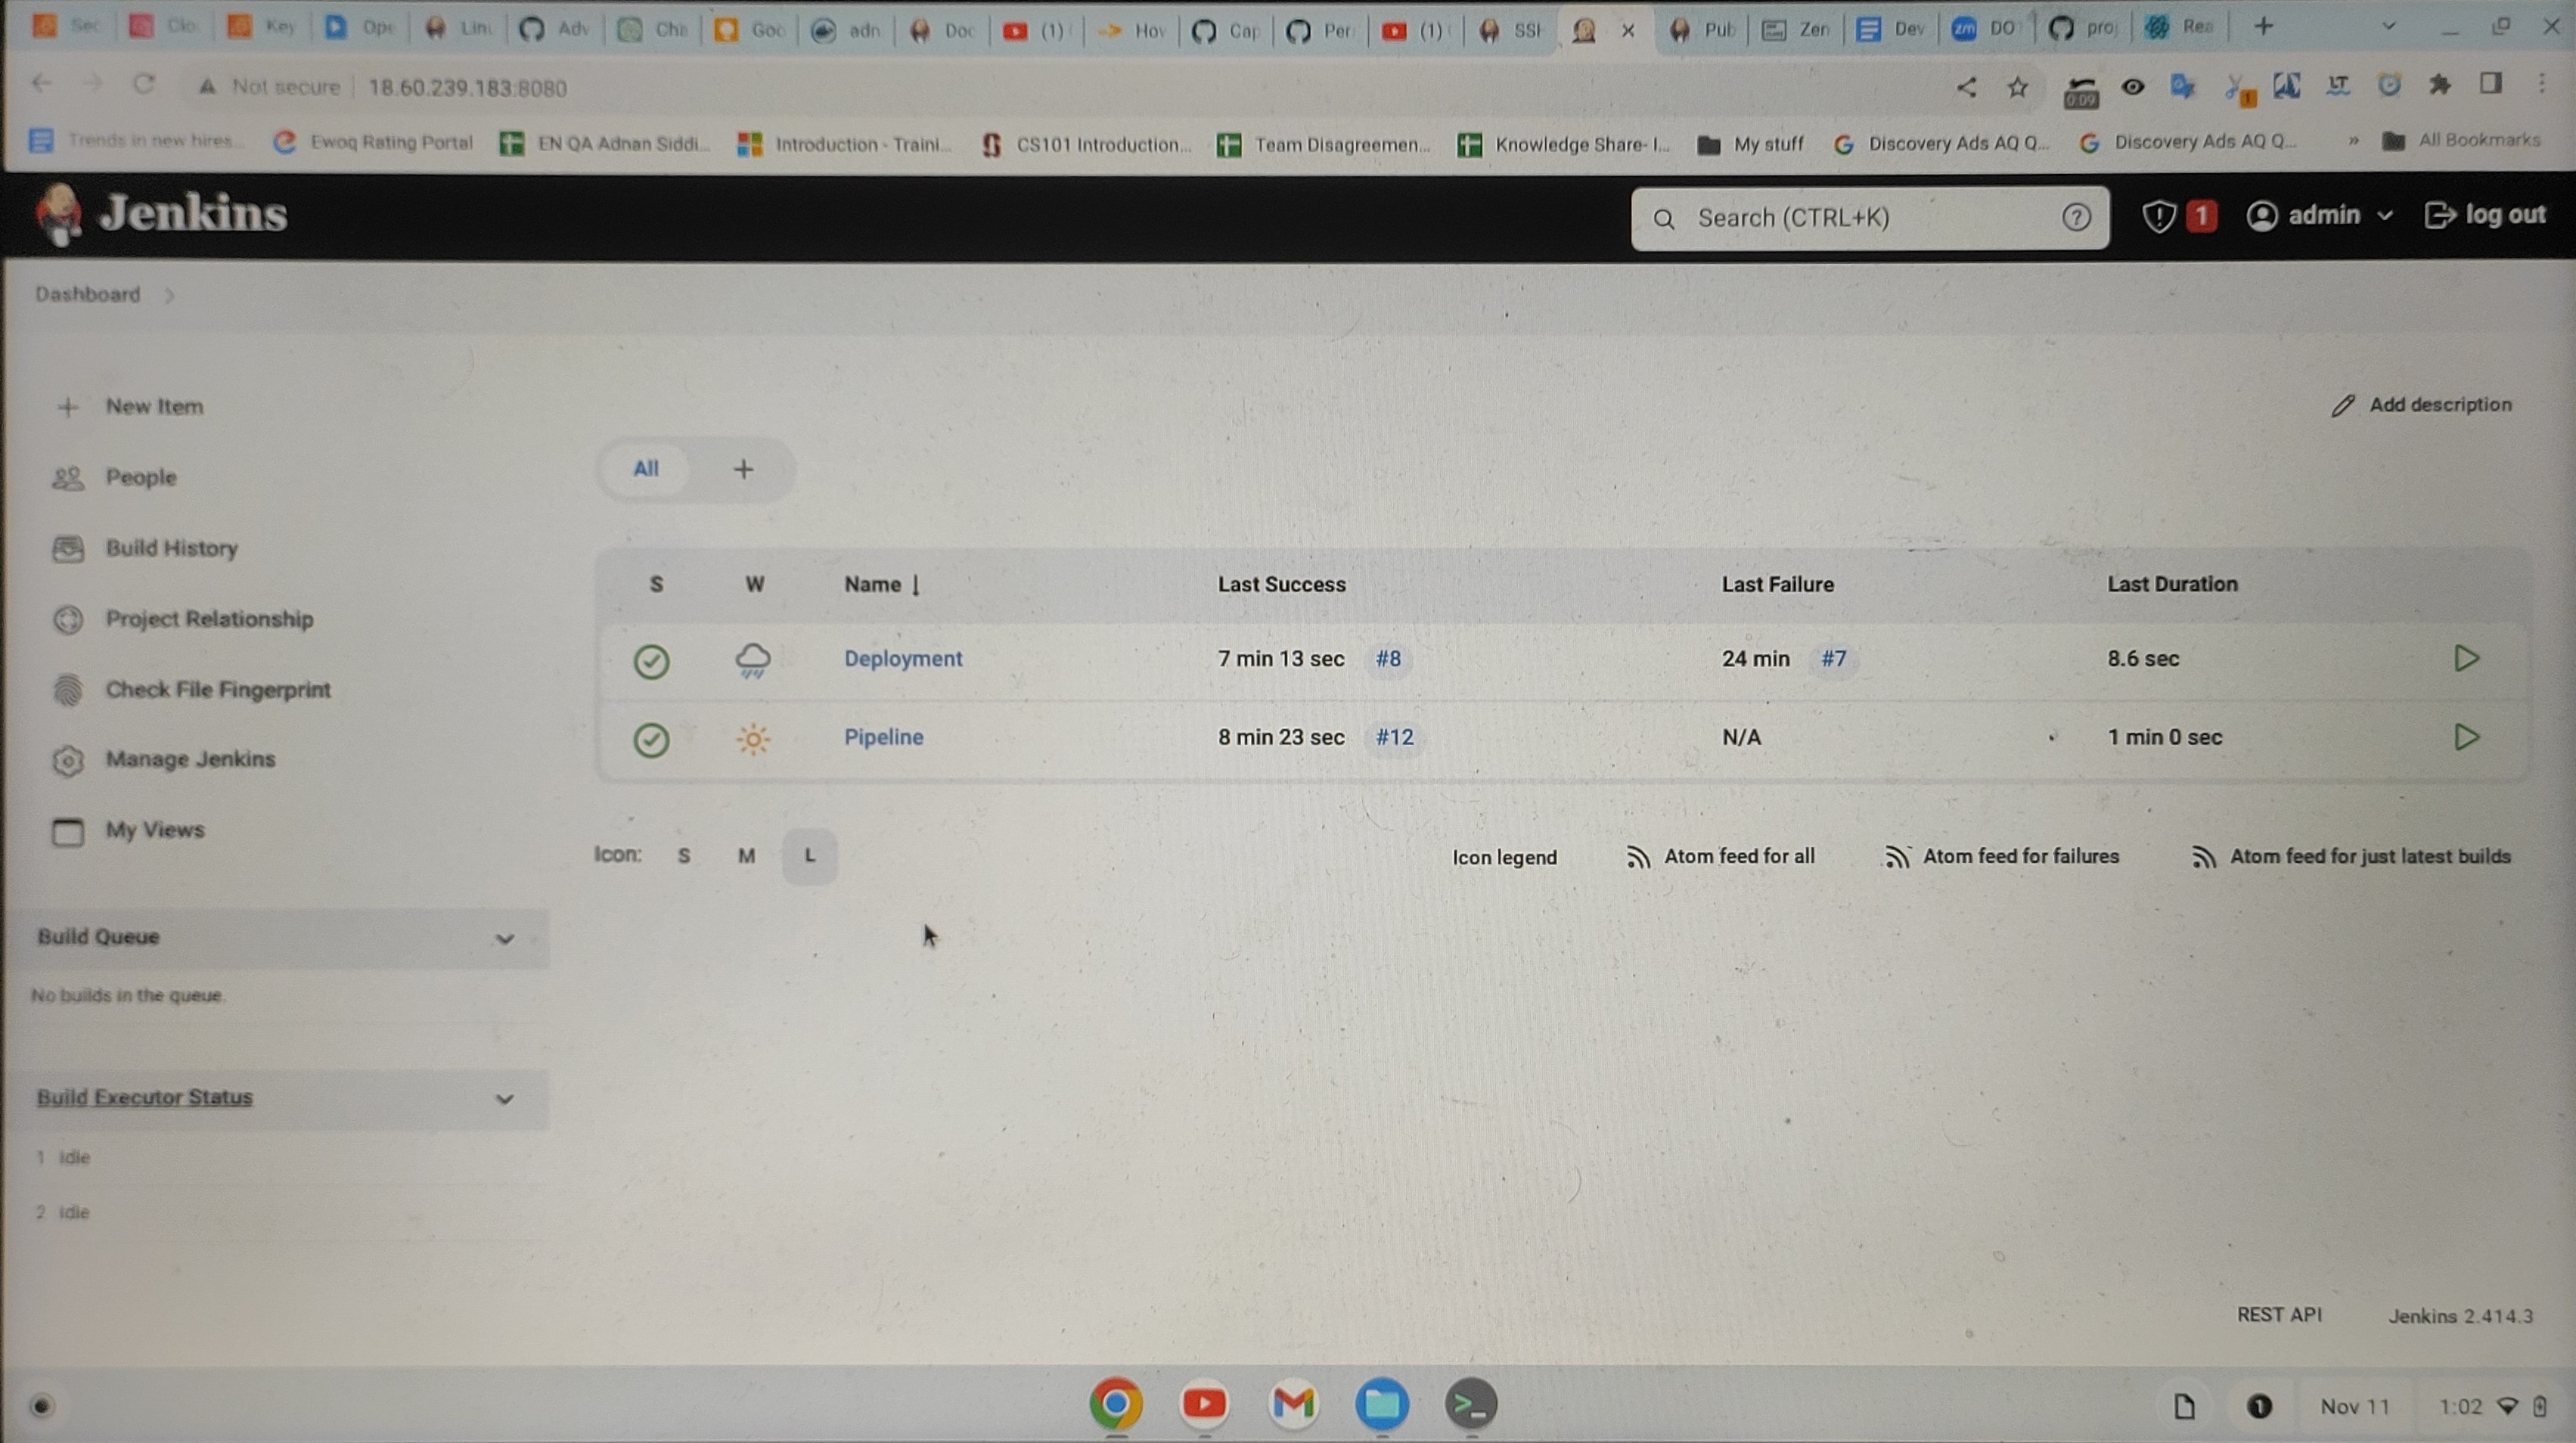 Sec Clo Key Ope Linu Adv Cha Goo adn Doc (1) Hov Cap Per (1) SSH Pub Zen Dev DO proj Rea
Not secure 18.60.239.183:8080
0:09 1 LT
Trends in new hires... Ewoq Rating Portal EN QA Adnan Siddi... Introduction - Traini... CS101 Introduction... Team Disagreemen... Knowledge Share- I... My stuff Discovery Ads AQ Q... Discovery Ads AQ Q... » All Bookmarks
Jenkins Search (CTRL+K) 1 admin log out
Dashboard
New Item
Add description
People
All +
Build History
S W Name ↓ Last Success Last Failure Last Duration
Project Relationship
Deployment 7 min 13 sec #8 24 min #7 8.6 sec
Check File Fingerprint
Pipeline 8 min 23 sec #12 N/A 1 min 0 sec
Manage Jenkins
My Views
Icon: S M L Icon legend Atom feed for all Atom feed for failures Atom feed for just latest builds
Build Queue
No builds in the queue.
Build Executor Status
1 Idle
2 Idle
REST API Jenkins 2.414.3
1 Nov 11 1:02